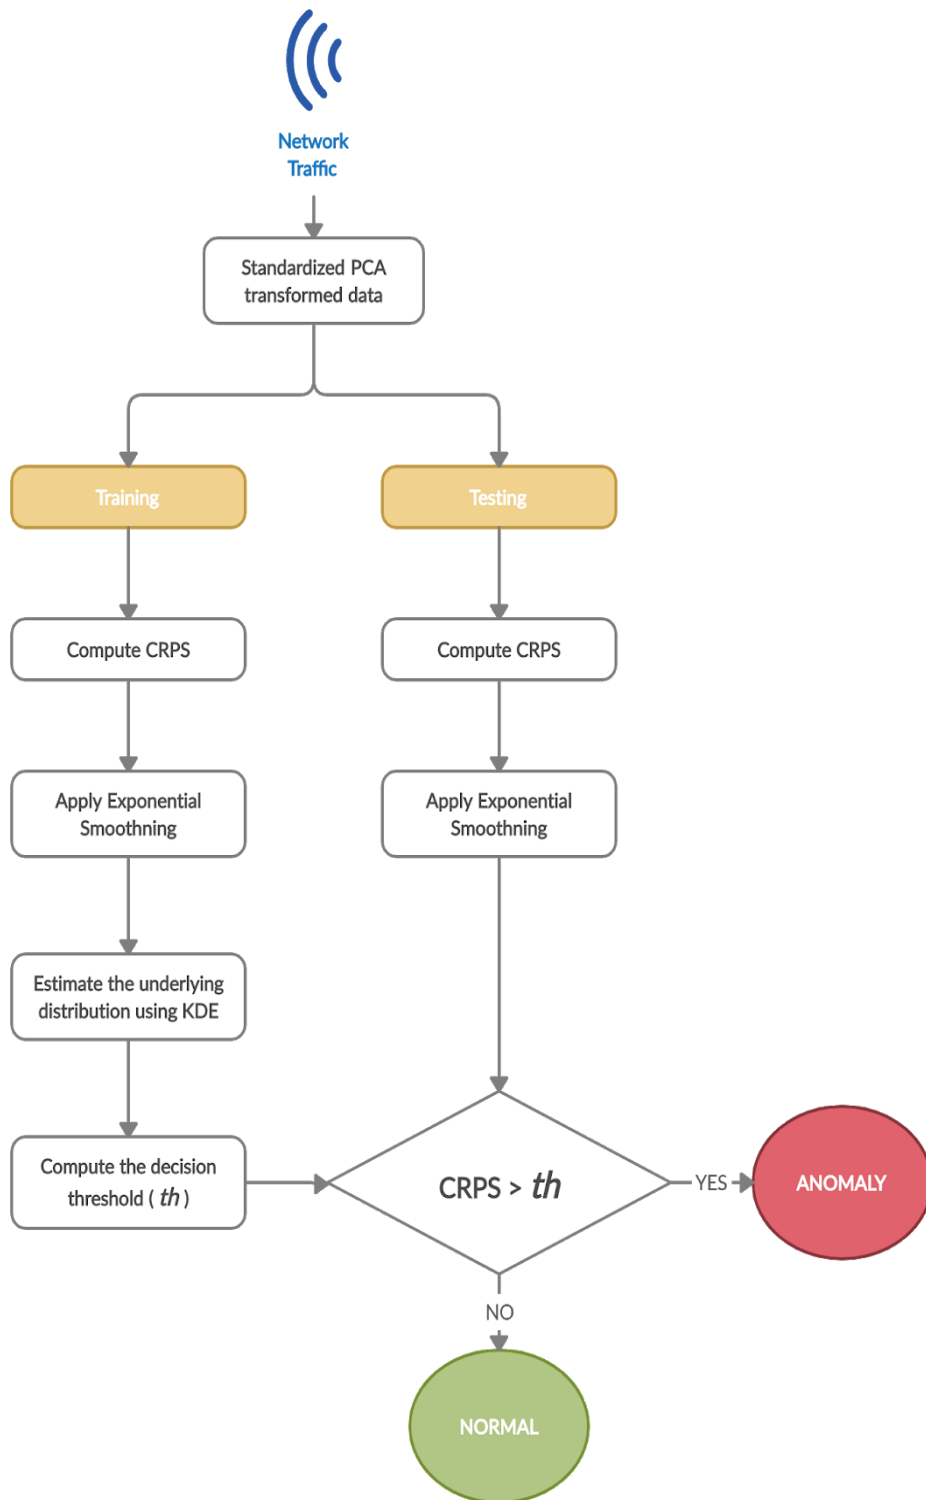 Network
Traffic
Standardized PCA
transformed data
Training
Testing
Compute CRPS
Compute CRPS
Apply Exponential
Smoothning
Apply Exponential
Smoothning
Estimate the underlying
distribution using KDE
Compute the decision
threshold ( th )
CRPS > th
YES
ANOMALY
NO
NORMAL